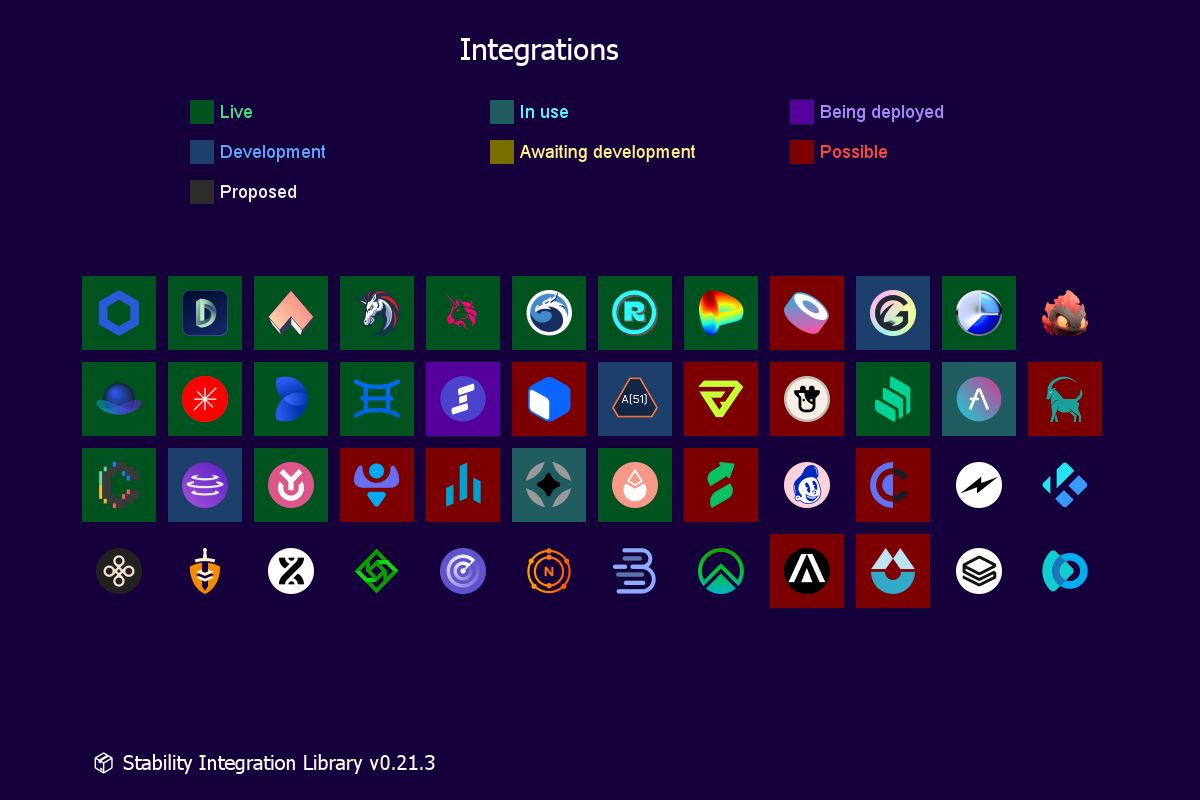 Integrations
Live
In use
Being deployed
Development
Awaiting development
Possible
Proposed
A[51]
N
Stability Integration Library v0.21.3